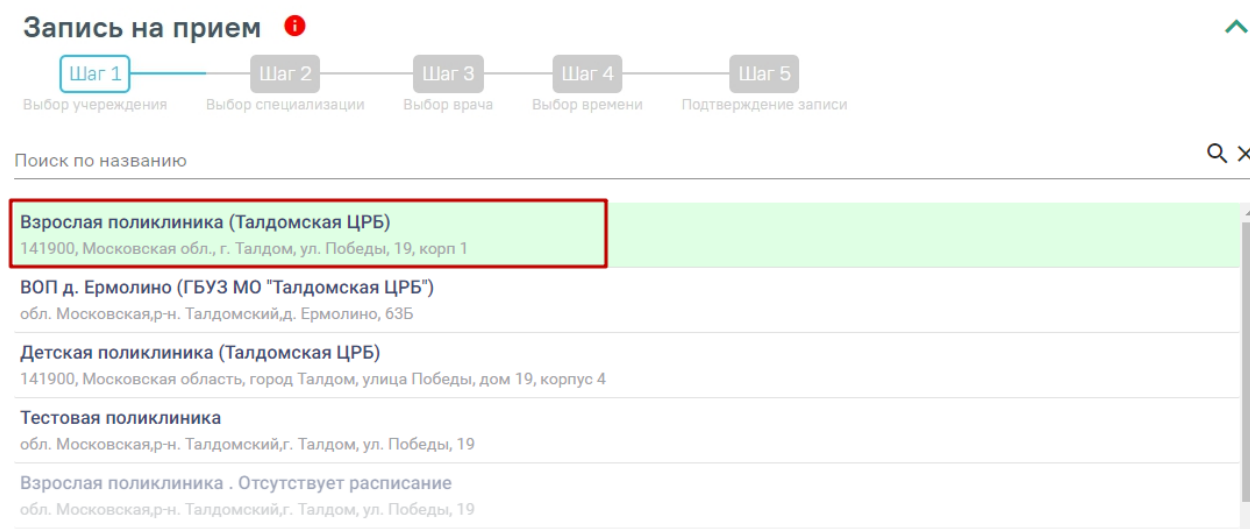 Запись на прием
Шаг 1 Шаг 2 Шаг 3 Шаг 4 Шаг 5
Выбор учереждения Выбор специализации Выбор врача Выбор времени Подтверждение записи
Поиск по названию
Взрослая поликлиника (Талдомская ЦРБ)
141900, Московская обл., г. Талдом, ул. Победы, 19, корп 1
ВОП д. Ермолино (ГБУЗ МО "Талдомская ЦРБ")
обл. Московская,р-н. Талдомский,д. Ермолино, 63Б
Детская поликлиника (Талдомская ЦРБ)
141900, Московская область, город Талдом, улица Победы, дом 19, корпус 4
Тестовая поликлиника
обл. Московская,р-н. Талдомский,г. Талдом, ул. Победы, 19
Взрослая поликлиника . Отсутствует расписание
обл. Московская,р-н. Талдомский,г. Талдом, ул. Победы, 19